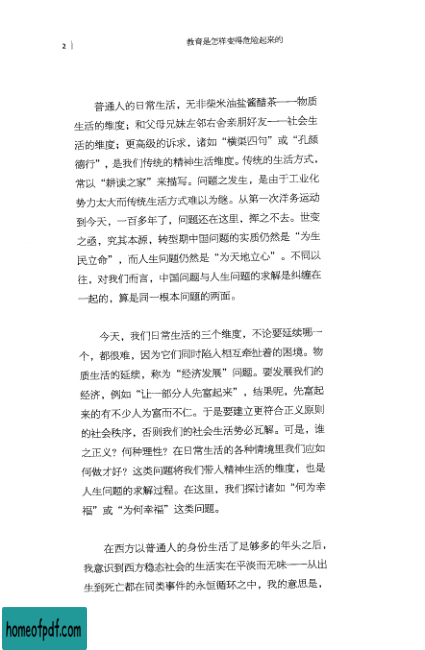 2 |
教育是怎样变得危险起来的
普通人的日常生活，无非柴米油盐酱醋茶——物质
生活的维度；和父母兄妹左邻右舍亲朋好友——社会生
活的维度；更高级的诉求，诸如“横渠四句”或“孔颜
德行”，是我们传统的精神生活维度。传统的生活方式，
常以“耕读之家”来描写。问题之发生，是由于工业化
势力太大而传统生活方式难以为继。从第一次洋务运动
到今天，一百多年了，问题还在这里，挥之不去。世变
之亟，究其本源，转型期中国问题的实质仍然是“为生
民立命”，而人生问题仍然是“为天地立心”。不同以
往，对我们而言，中国问题与人生问题的求解是纠缠在
一起的，算是同一根本问题的两面。
今天，我们日常生活的三个维度，不论要延续哪一
个，都很难，因为它们同时陷入相互牵扯着的困境。物
质生活的延续，称为“经济发展”问题。要发展我们的
经济，例如“让一部分人先富起来”，结果呢，先富起
来的有不少人为富而不仁。于是要建立更符合正义原则
的社会秩序，否则我们的社会生活势必瓦解。可是，谁
之正义？何种理性？在日常生活的各种情境里我们应如
何做才好？这类问题将我们带入精神生活的维度，也是
人生问题的求解过程。在这里，我们探讨诸如“何为幸
福”或“为何幸福”这类问题。
在西方以普通人的身份生活了足够多的年头之后，
我意识到西方稳态社会的生活实在平淡而无味——从出
生到死亡都在同类事件的永恒循环之中，我的意思是，
homeofpdf.com